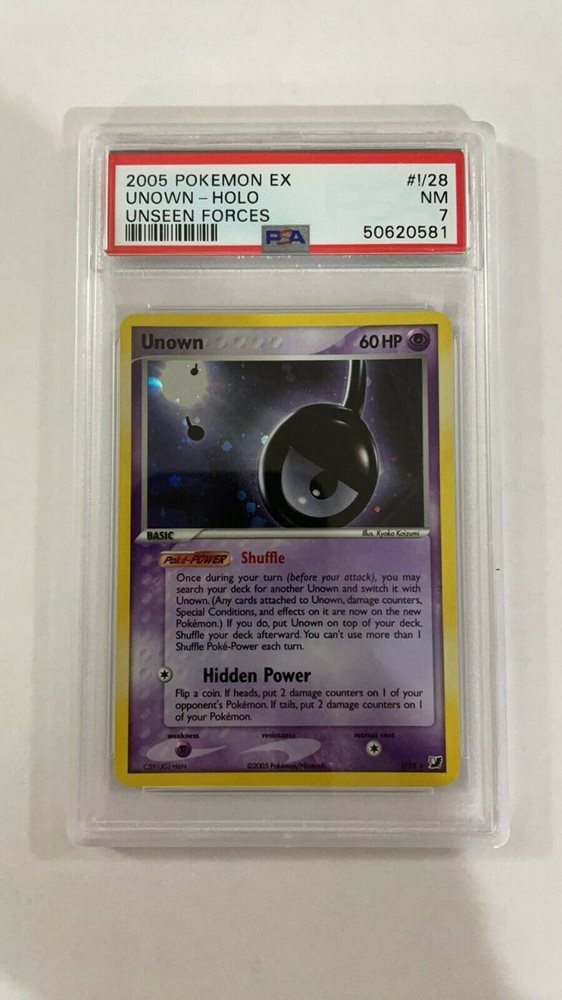 2005 POKEMON EX #!/28
UNOWN - HOLO NM
UNSEEN FORCES 7
PSA 50620581
Unown 60 HP
BASIC Illus. Kyoko Koizumi
Poké-POWER Shuffle
Once during your turn (before your attack), you may
search your deck for another Unown and switch it with
Unown. (Any cards attached to Unown, damage counters,
Special Conditions, and effects on it are now on the new
Pokémon.) If you do, put Unown on top of your deck.
Shuffle your deck afterward. You can't use more than 1
Shuffle Poké-Power each turn.
Hidden Power
Flip a coin. If heads, put 2 damage counters on 1 of your
opponent's Pokémon. If tails, put 2 damage counters on 1
of your Pokémon.
weakness resistance retreat cost
©2005 Pokémon/Nintendo